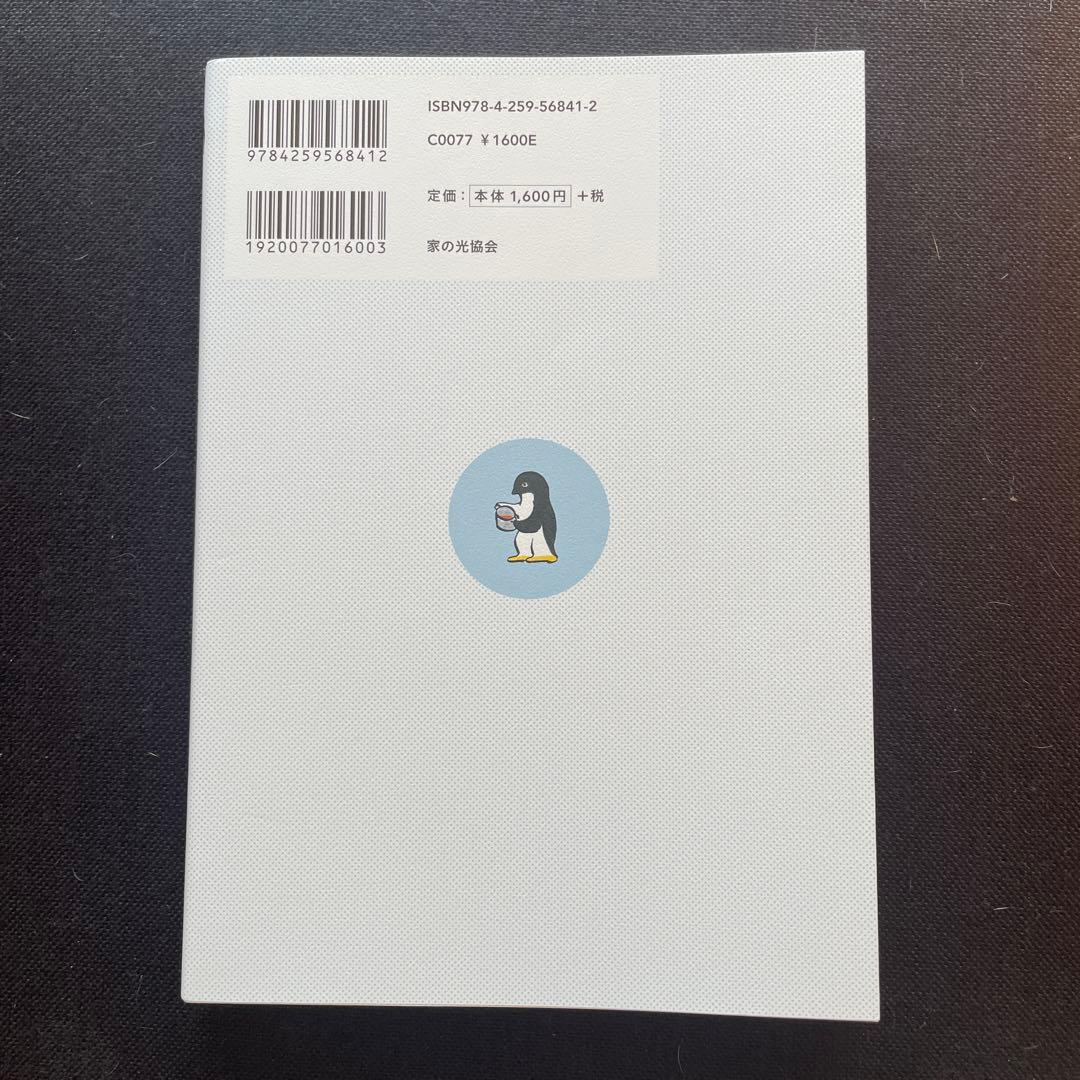 ISBN978-4-259-56841-2
C0077 ¥1600E
9784259568412
定価：本体 1,600円 +税
1920077016003
家の光協会